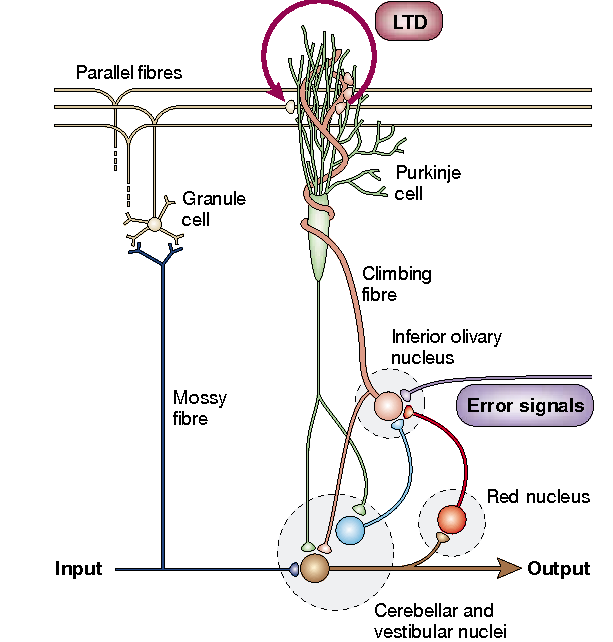 LTD
Parallel fibres
Purkinje
cell
Granule
cell
Climbing
fibre
Inferior olivary
nucleus
Mossy
fibre
Error signals
Red nucleus
Input
Output
Cerebellar and
vestibular nuclei